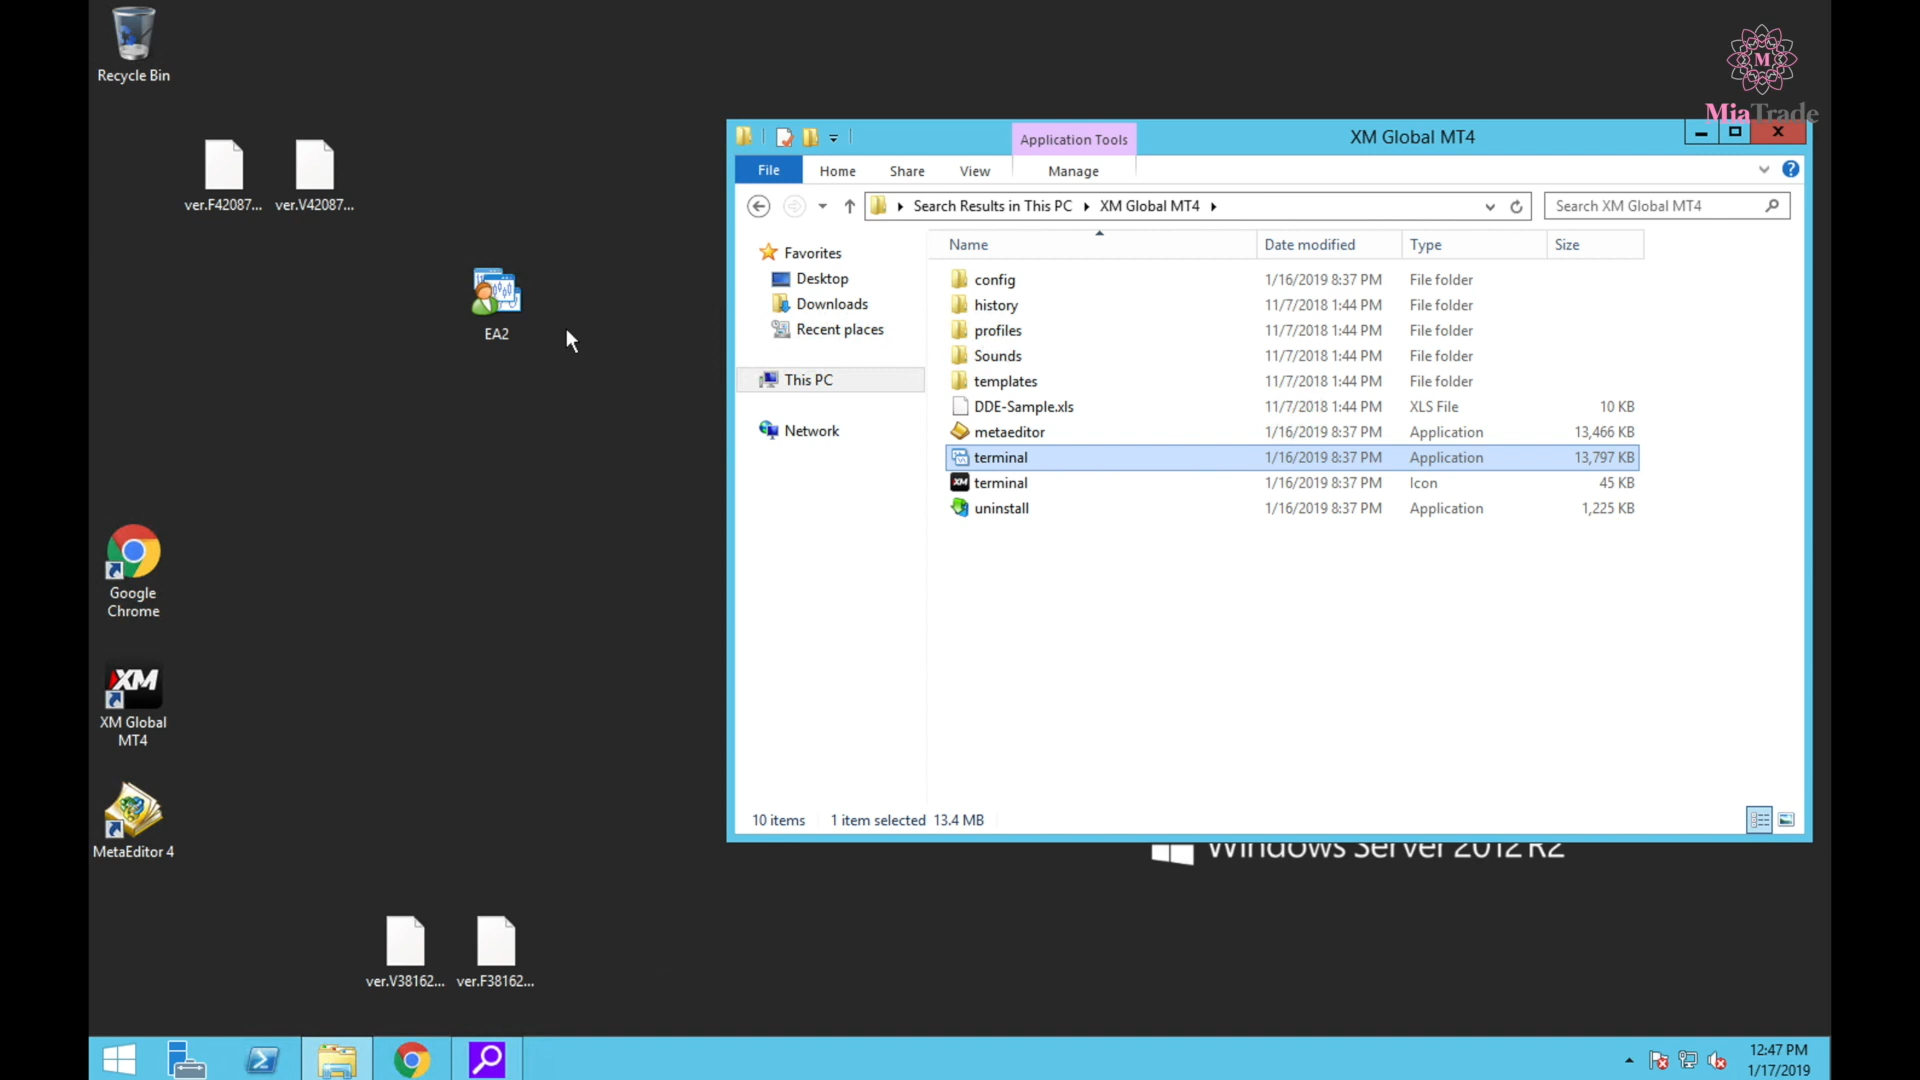 Recycle Bin
ver.F42087...
ver.V42087...
EA2
Google
Chrome
XM
XM Global
MT4
MetaEditor 4
ver.V38162...
ver.F38162...
M
MiaTrade
Application Tools
XM Global MT4
File
Home
Share
View
Manage
Search Results in This PC
XM Global MT4
Search XM Global MT4
Favorites
Desktop
Downloads
Recent places
This PC
Network
Name Date modified Type Size
config 1/16/2019 8:37 PM File folder
history 11/7/2018 1:44 PM File folder
profiles 11/7/2018 1:44 PM File folder
Sounds 11/7/2018 1:44 PM File folder
templates 11/7/2018 1:44 PM File folder
DDE-Sample.xls 11/7/2018 1:44 PM XLS File 10 KB
metaeditor 1/16/2019 8:37 PM Application 13,466 KB
terminal 1/16/2019 8:37 PM Application 13,797 KB
XM terminal 1/16/2019 8:37 PM Icon 45 KB
uninstall 1/16/2019 8:37 PM Application 1,225 KB
10 items 1 item selected 13.4 MB
Windows Server 2012 R2
12:47 PM
1/17/2019